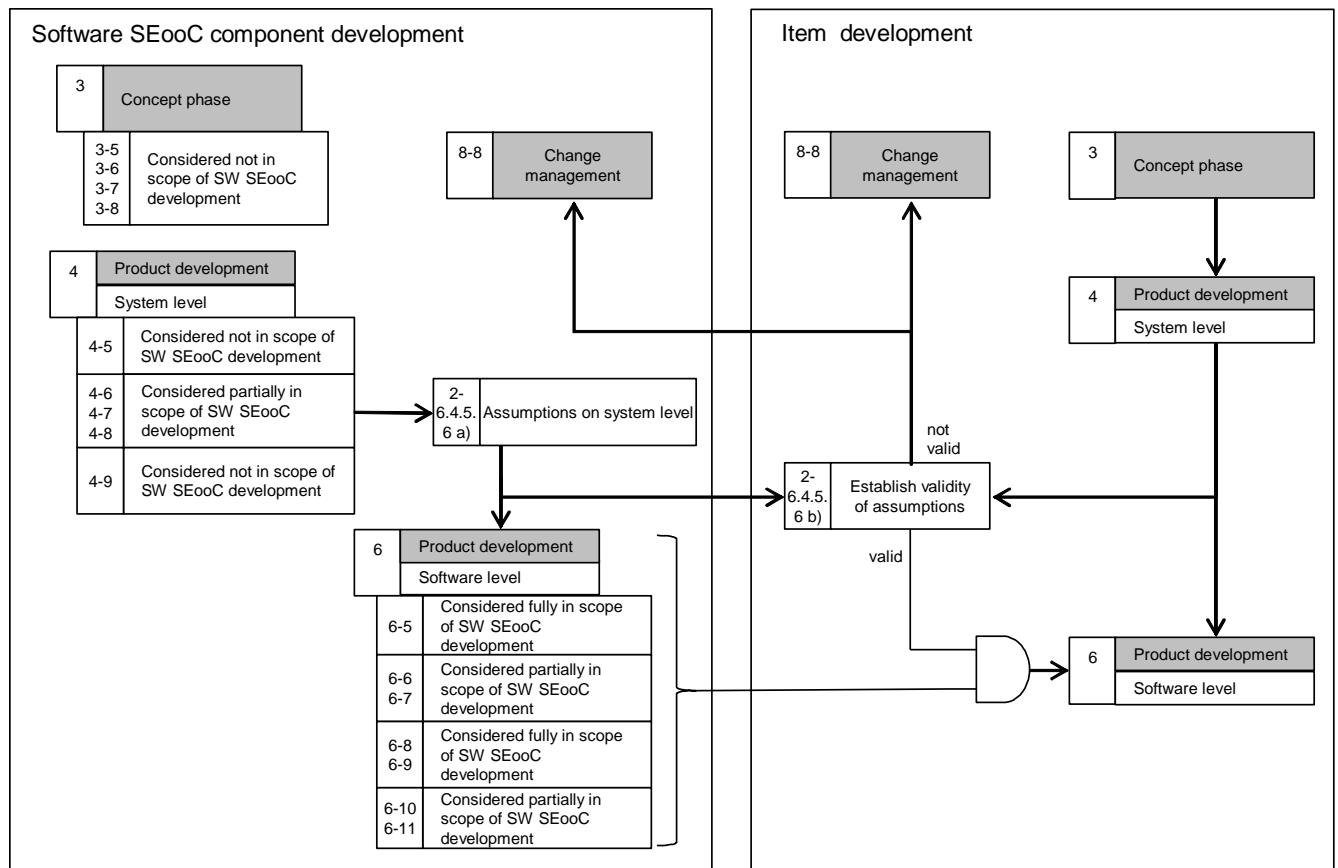 Software SEooC component development
3
Concept phase
3-5
3-6
3-7
3-8
Considered not in
scope of SW SEooC
development
8-8
Change
management
4
Product development
System level
4-5
Considered not in scope of
SW SEooC development
4-6
4-7
4-8
Considered partially in
scope of SW SEooC
development
4-9
Considered not in scope of
SW SEooC development
2-
6.4.5.
6 a)
Assumptions on system level
6
Product development
Software level
6-5
Considered fully in scope
of SW SEooC
development
6-6
6-7
Considered partially in
scope of SW SEooC
development
6-8
6-9
Considered fully in scope
of SW SEooC
development
6-10
6-11
Considered partially in
scope of SW SEooC
development
Item development
8-8
Change
management
3
Concept phase
4
Product development
System level
not
valid
2-
6.4.5.
6 b)
Establish validity
of assumptions
valid
6
Product development
Software level